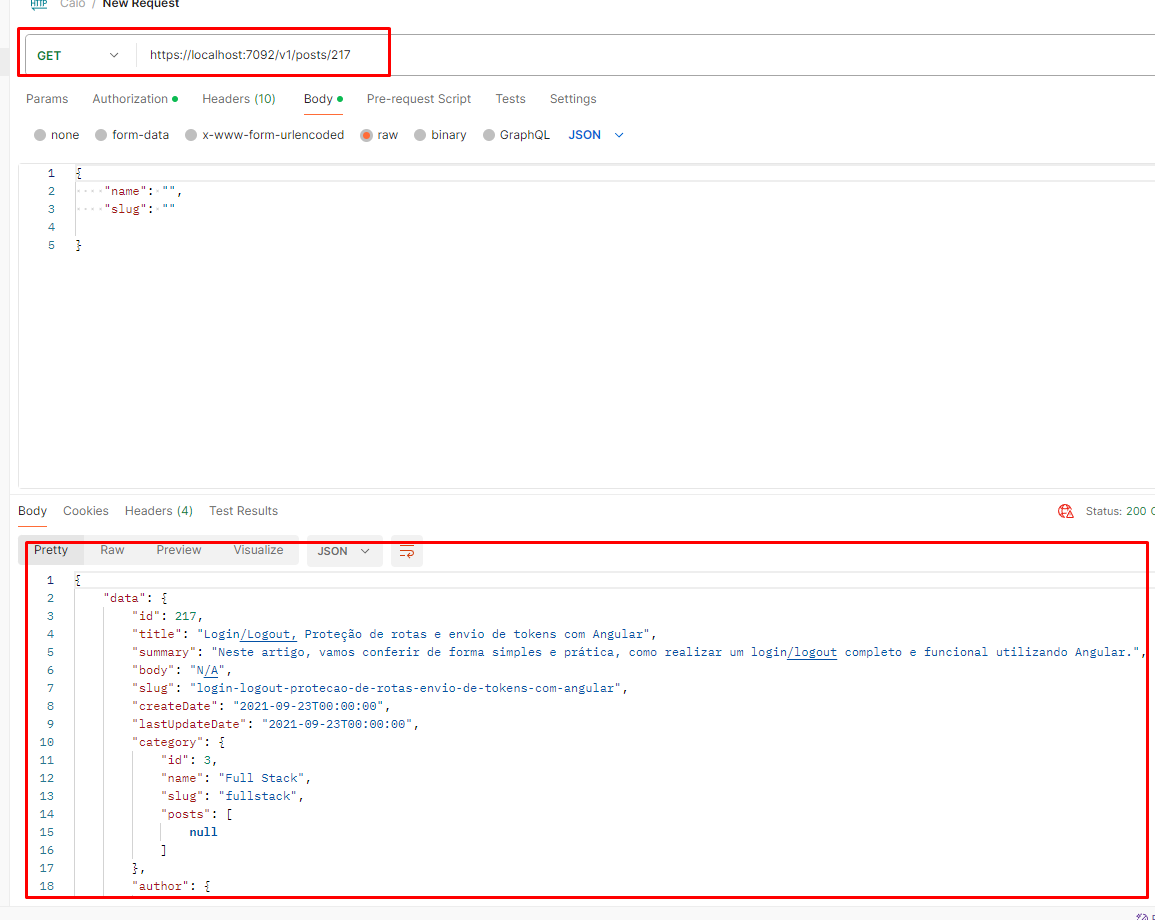 HTTP Caio / New Request
GET https://localhost:7092/v1/posts/217
Params Authorization Headers (10) Body Pre-request Script Tests Settings
none form-data x-www-form-urlencoded raw binary GraphQL JSON
1 {
2 "name": "",
3 "slug": ""
4
5 }
Body Cookies Headers (4) Test Results Status: 200
Pretty Raw Preview Visualize JSON
1 {
2 "data": {
3 "id": 217,
4 "title": "Login/Logout, Proteção de rotas e envio de tokens com Angular",
5 "summary": "Neste artigo, vamos conferir de forma simples e prática, como realizar um login/logout completo e funcional utilizando Angular.",
6 "body": "N/A",
7 "slug": "login-logout-protecao-de-rotas-envio-de-tokens-com-angular",
8 "createDate": "2021-09-23T00:00:00",
9 "lastUpdateDate": "2021-09-23T00:00:00",
10 "category": {
11 "id": 3,
12 "name": "Full Stack",
13 "slug": "fullstack",
14 "posts": [
15 null
16 ]
17 },
18 "author": {